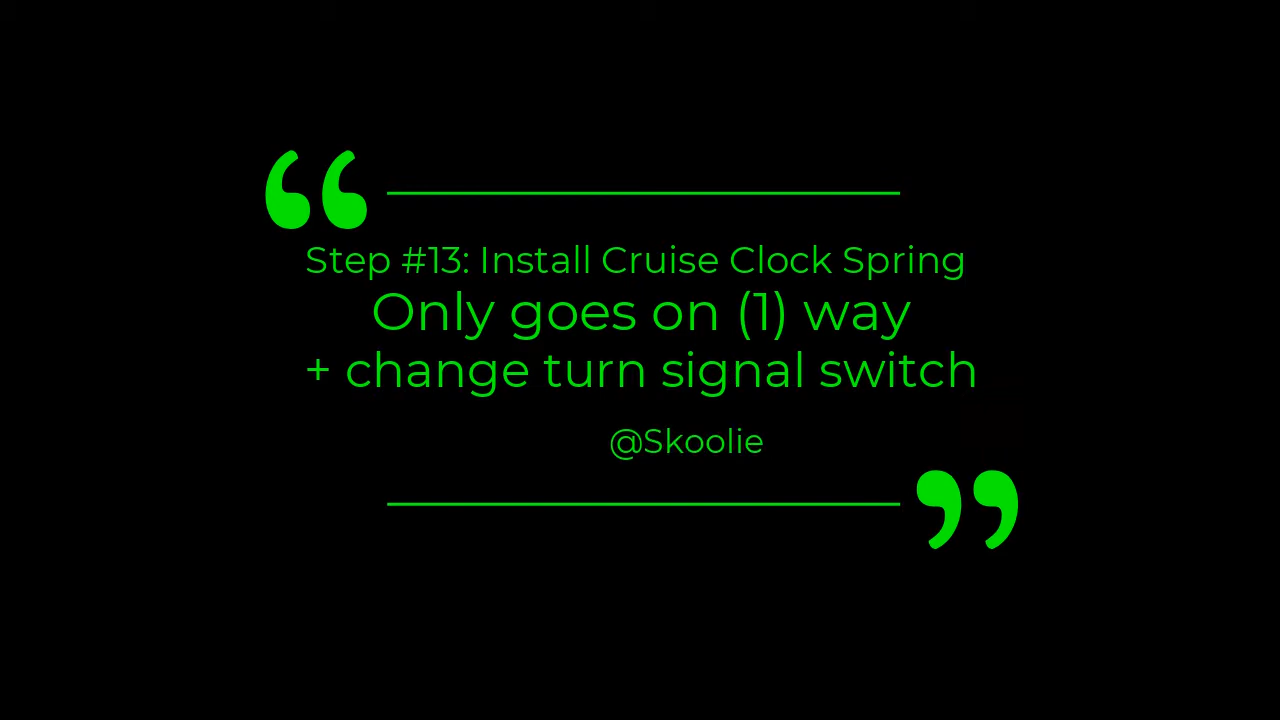 Step #13: Install Cruise Clock Spring
Only goes on (1) way
+ change turn signal switch
@Skoolie